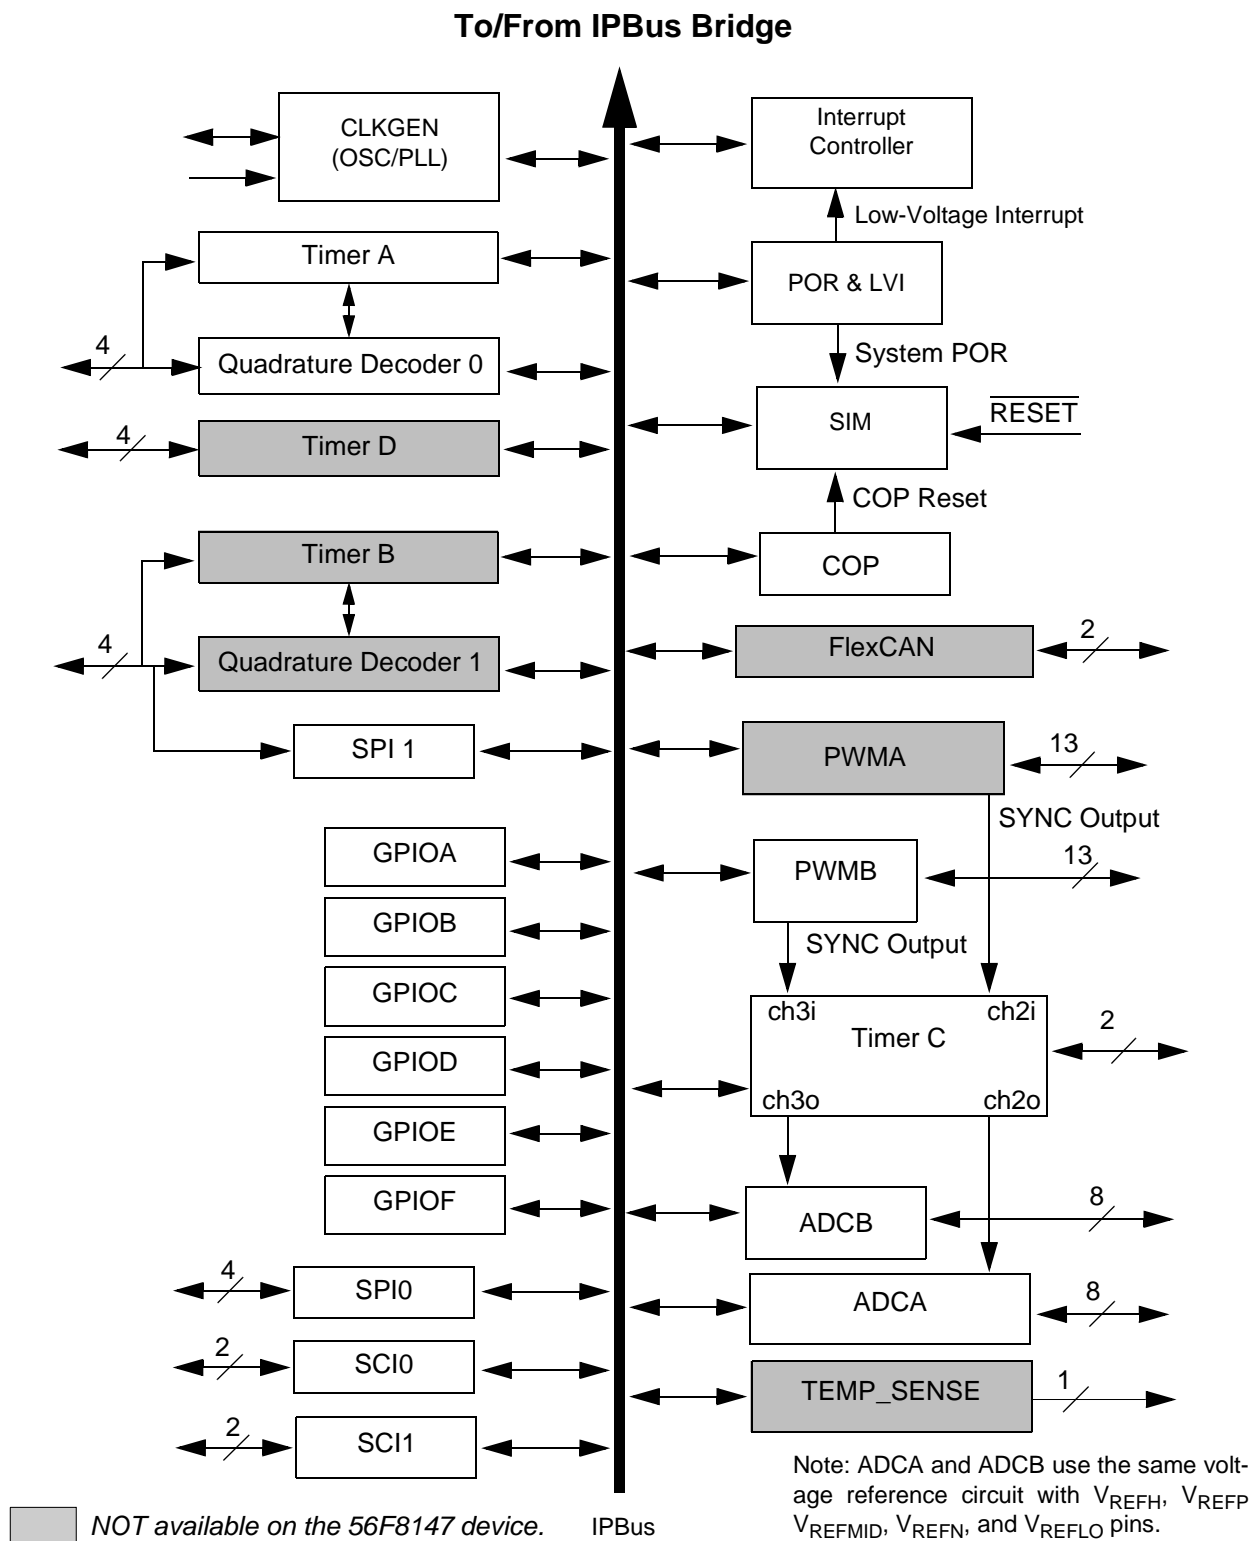 To/From IPBus Bridge
CLKGEN
(OSC/PLL)
Interrupt
Controller
Low-Voltage Interrupt
Timer A
POR & LVI
4
Quadrature Decoder 0
System POR
SIM
RESET
4
Timer D
COP Reset
Timer B
COP
4
Quadrature Decoder 1
FlexCAN
2
SPI 1
PWMA
13
SYNC Output
GPIOA
PWMB
13
GPIOB
SYNC Output
GPIOC
ch3i
ch2i
Timer C
2
GPIOD
ch3o
ch2o
GPIOE
GPIOF
ADCB
8
4
SPI0
ADCA
8
2
SCI0
TEMP_SENSE
1
2
SCI1
Note: ADCA and ADCB use the same volt-
age reference circuit with VREFH, VREFP
VREFMID, VREFN, and VREFLO pins.
NOT available on the 56F8147 device.
IPBus